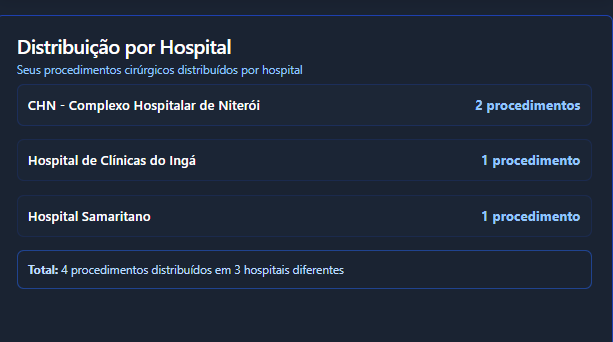 Distribuição por Hospital
Seus procedimentos cirúrgicos distribuídos por hospital
CHN - Complexo Hospitalar de Niterói 2 procedimentos
Hospital de Clínicas do Ingá 1 procedimento
Hospital Samaritano 1 procedimento
Total: 4 procedimentos distribuídos em 3 hospitais diferentes